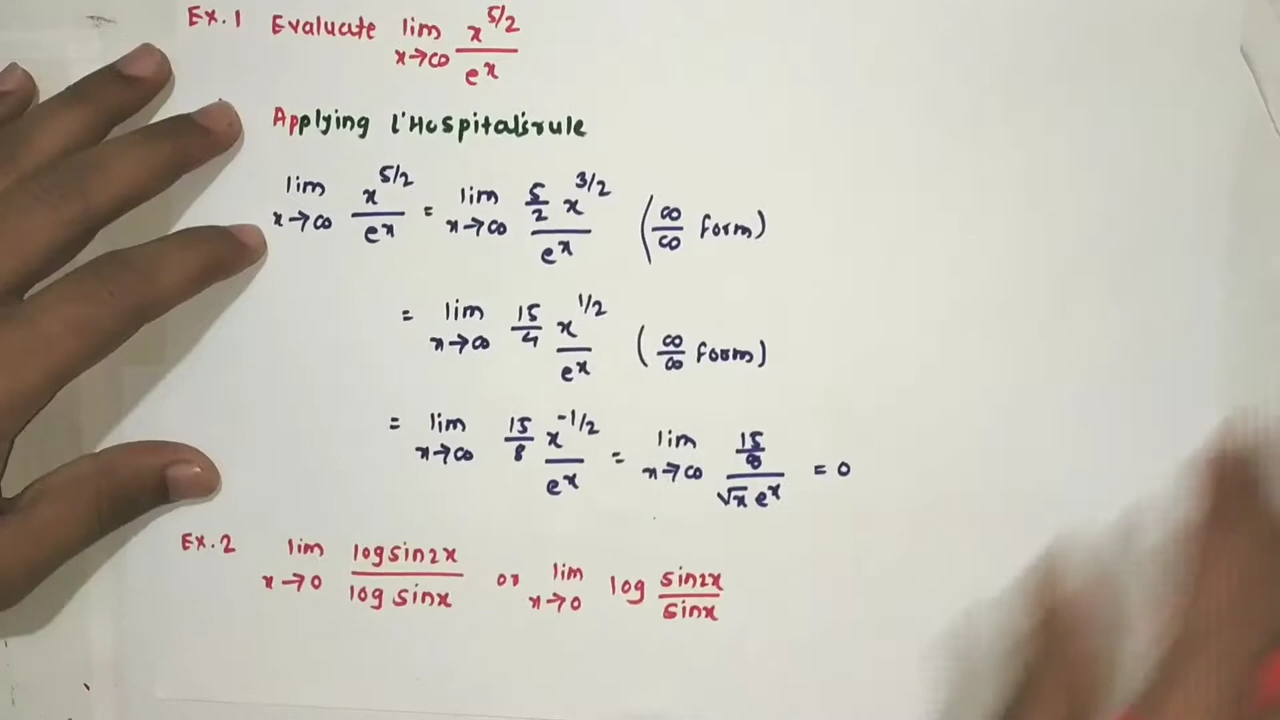 Ex.1 Evaluate lim x→∞ x^5/2 / e^x
Applying L'Hospital's rule
lim x→∞ x^5/2 / e^x = lim x→∞ 5/2 x^3/2 / e^x (∞/∞ form)
= lim x→∞ 15/4 x^1/2 / e^x (∞/∞ form)
= lim x→∞ 15/8 x^-1/2 / e^x = lim x→∞ 15/8 / √x e^x = 0
Ex.2 lim x→0 log sin2x / log sinx or lim x→0 log sin2x / sinx